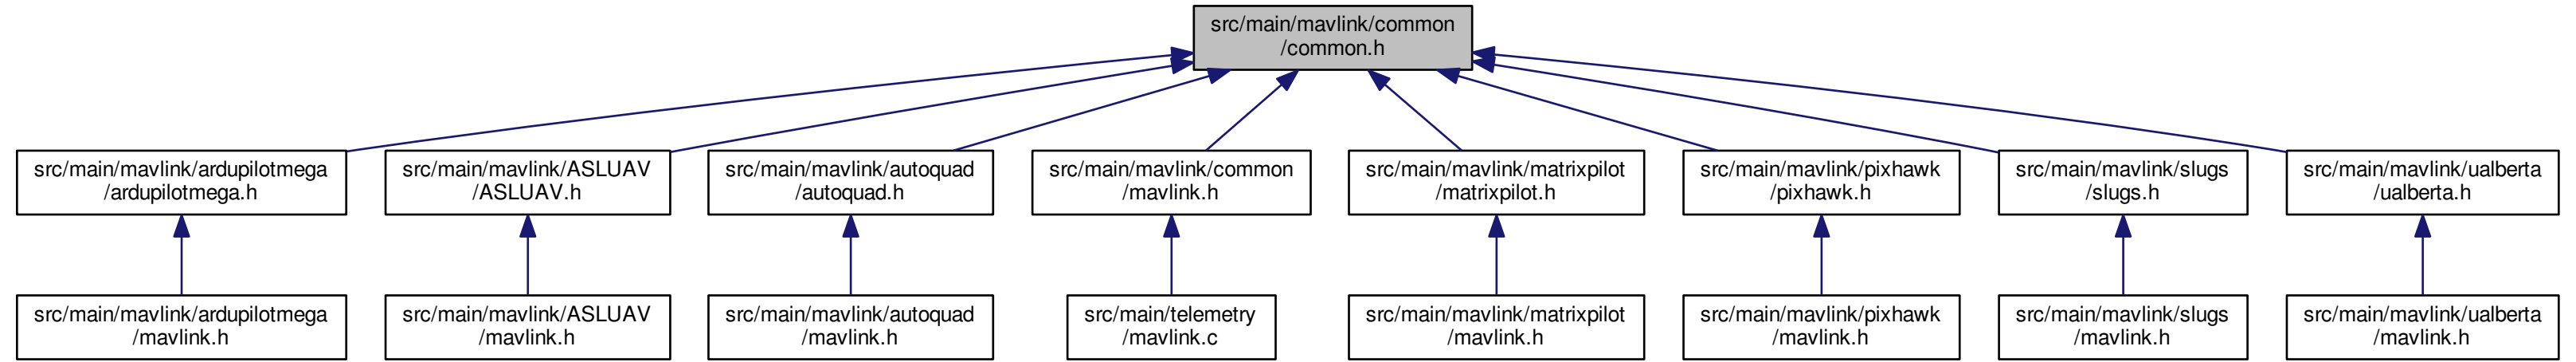 src/main/mavlink/common
/common.h
src/main/mavlink/ardupilotmega
/ardupilotmega.h
src/main/mavlink/ASLUAV
/ASLUAV.h
src/main/mavlink/autoquad
/autoquad.h
src/main/mavlink/common
/mavlink.h
src/main/mavlink/matrixpilot
/matrixpilot.h
src/main/mavlink/pixhawk
/pixhawk.h
src/main/mavlink/slugs
/slugs.h
src/main/mavlink/ualberta
/ualberta.h
src/main/mavlink/ardupilotmega
/mavlink.h
src/main/mavlink/ASLUAV
/mavlink.h
src/main/mavlink/autoquad
/mavlink.h
src/main/telemetry
/mavlink.c
src/main/mavlink/matrixpilot
/mavlink.h
src/main/mavlink/pixhawk
/mavlink.h
src/main/mavlink/slugs
/mavlink.h
src/main/mavlink/ualberta
/mavlink.h